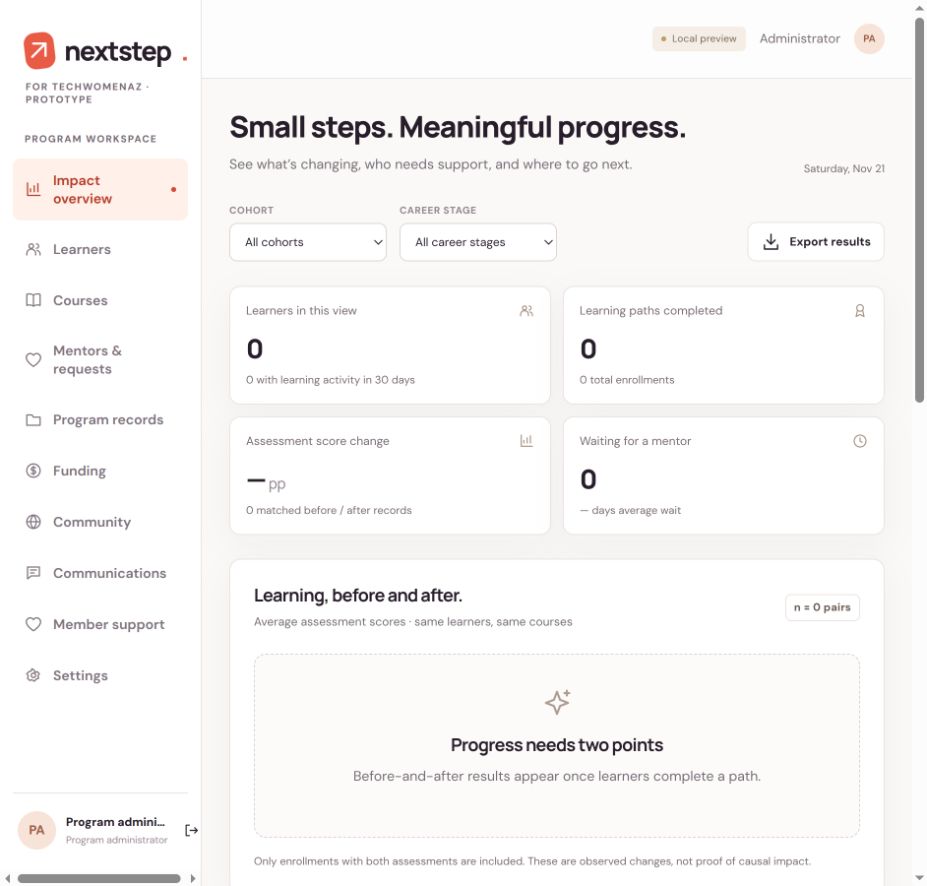 nextstep.
FOR TECHWOMENAZ ·
PROTOTYPE
PROGRAM WORKSPACE
Impact
overview
Learners
Courses
Mentors &
requests
Program records
Funding
Community
Communications
Member support
Settings
PA
Program admini...
Program administrator
Local preview
Administrator
PA
Small steps. Meaningful progress.
See what's changing, who needs support, and where to go next.
Saturday, Nov 21
COHORT
All cohorts
CAREER STAGE
All career stages
Export results
Learners in this view
0
0 with learning activity in 30 days
Learning paths completed
0
0 total enrollments
Assessment score change
— pp
0 matched before / after records
Waiting for a mentor
0
— days average wait
Learning, before and after.
Average assessment scores · same learners, same courses
n = 0 pairs
Progress needs two points
Before-and-after results appear once learners complete a path.
Only enrollments with both assessments are included. These are observed changes, not proof of causal impact.